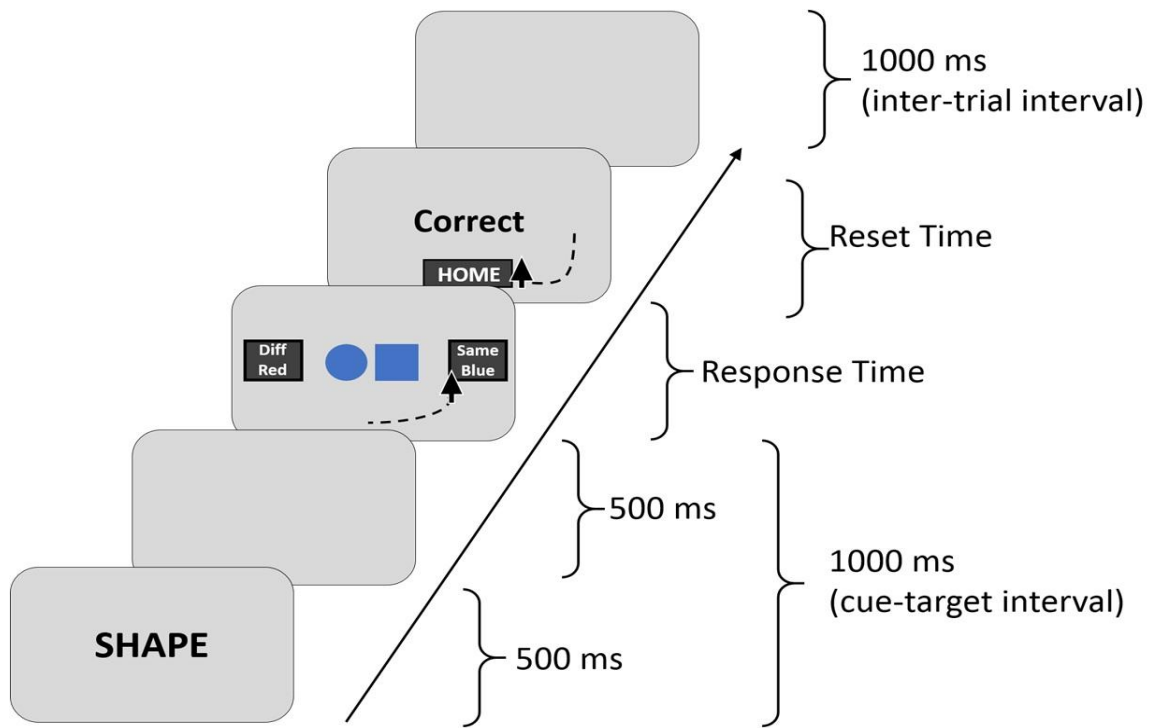 1000 ms
(inter-trial interval)
Correct
HOME
Reset Time
Diff
Red
Same
Blue
Response Time
500 ms
1000 ms
(cue-target interval)
SHAPE
500 ms